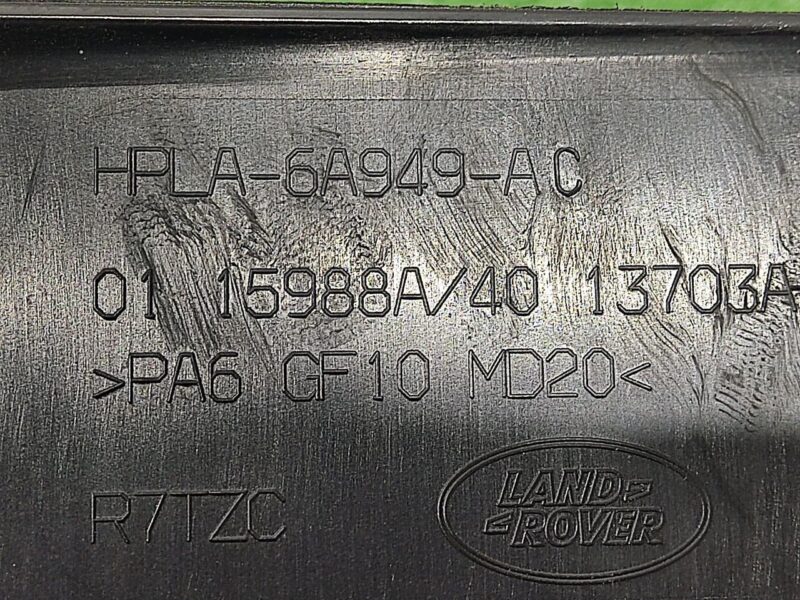 HPLA-6A949-AC
01 15988A/40 13703A
>PA6 GF10 MD20<
R7TZC
LAND
ROVER